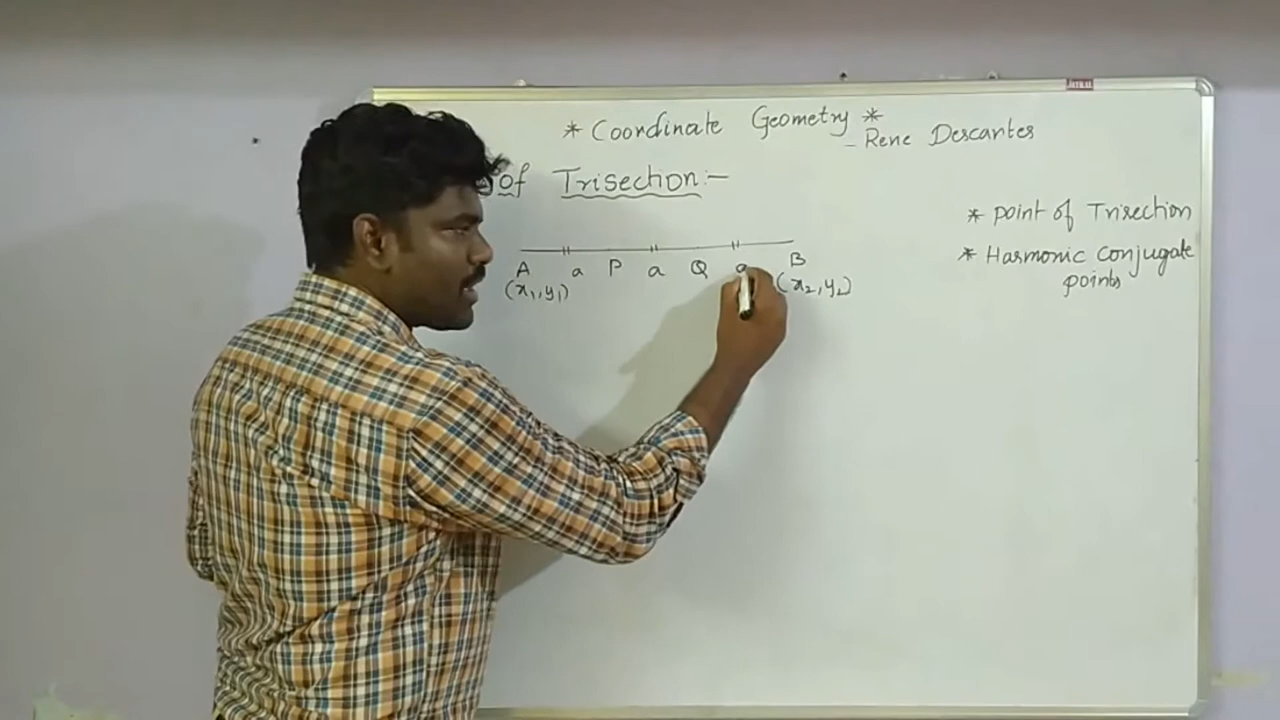 * Coordinate Geometry *
- Rene Descartes
of Trisection:-
* Point of Trisection
* Harmonic Conjugate
points
A a P a Q a B
(x₁,y₁) (x₂,y₂)